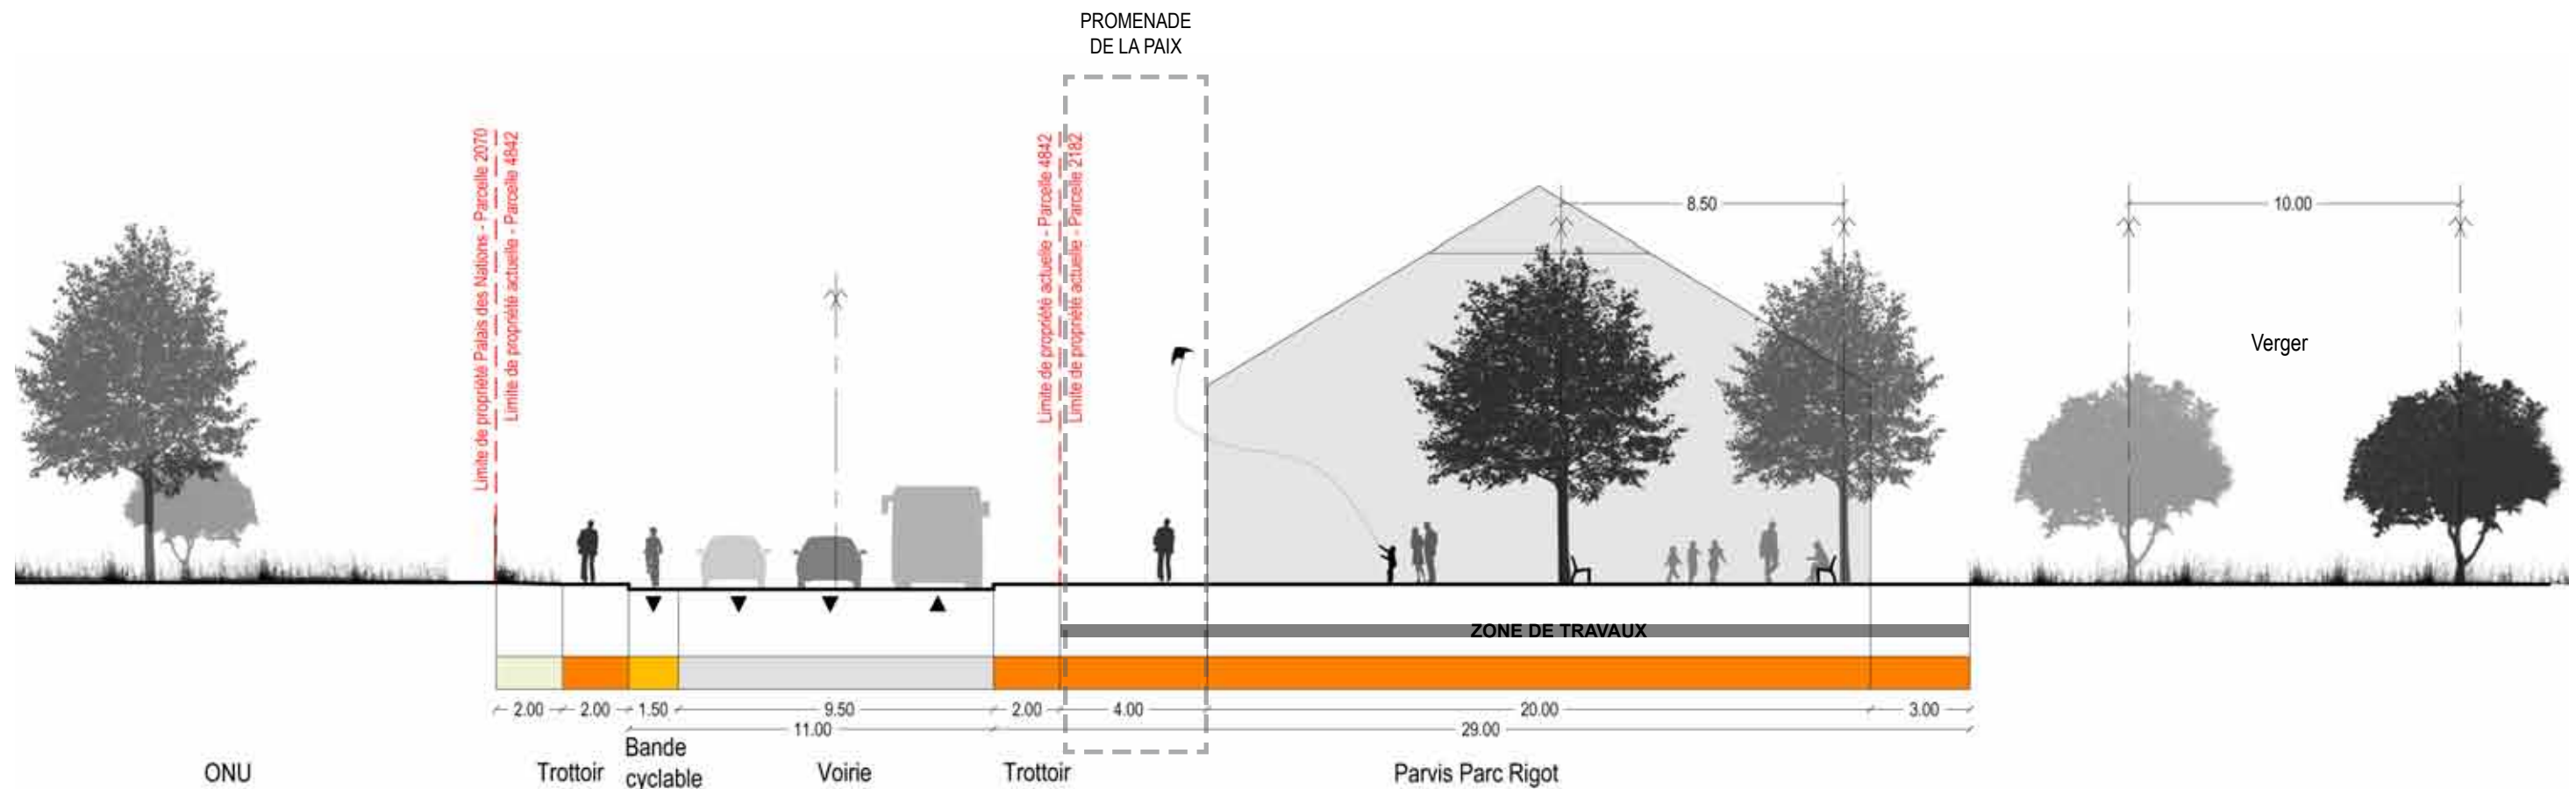 PROMENADE
DE LA PAIX
Limite de propriété Palais des Nations - Parcelle 2070
Limite de propriété actuelle - Parcelle 4842
Limite de propriété actuelle - Parcelle 4842
Limite de propriété actuelle - Parcelle 2182
8.50
10.00
Verger
ZONE DE TRAVAUX
2.00 2.00 1.50 9.50 2.00 4.00 20.00 3.00
11.00 29.00
Bande
cyclable
ONU Trottoir Voirie Trottoir Parvis Parc Rigot